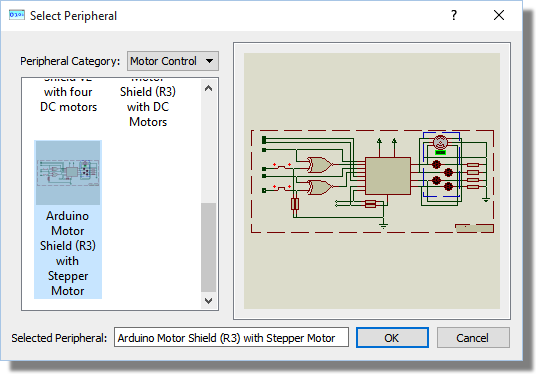 Select Peripheral
?
Peripheral Category: Motor Control
Shield v2
with four
DC motors
Motor
Shield (R3)
with DC
Motors
Arduino
Motor
Shield (R3)
with
Stepper
Motor
Selected Peripheral: Arduino Motor Shield (R3) with Stepper Motor
OK
Cancel